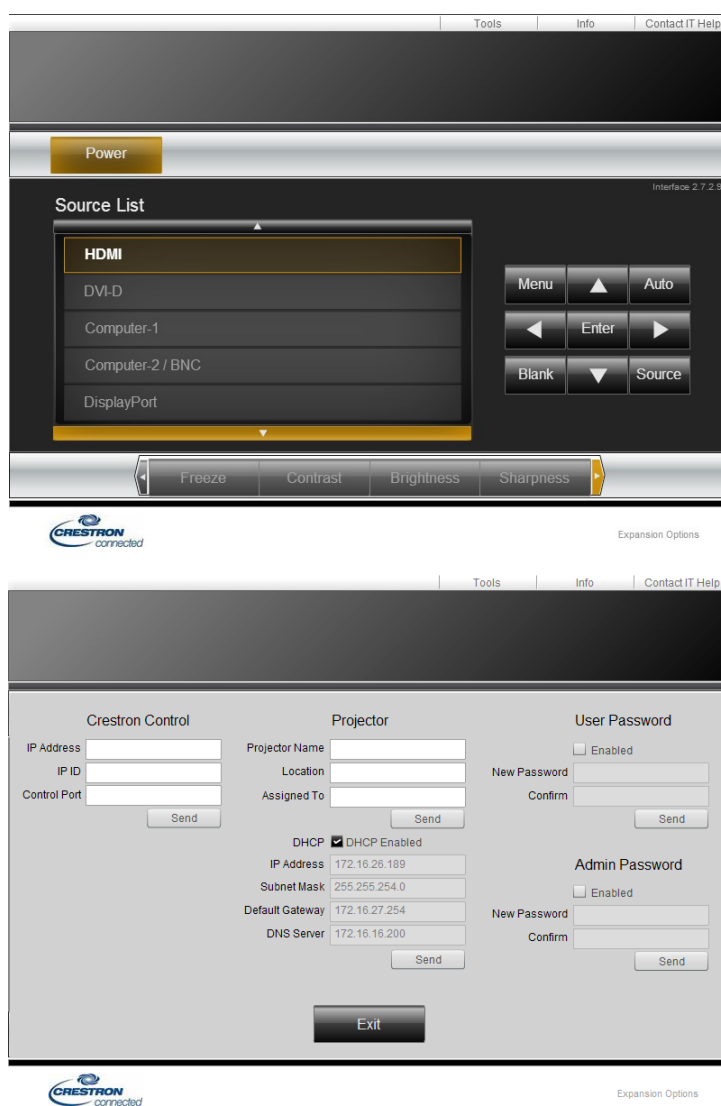 Tools Info Contact IT Help
Power
Interface 2.7.2.9
Source List
HDMI
DVI-D
Computer-1
Computer-2 / BNC
DisplayPort
Menu Auto
Enter
Blank Source
Freeze Contrast Brightness Sharpness
CRESTRON
connected
Expansion Options
Tools Info Contact IT Help
Crestron Control Projector User Password
IP Address Projector Name Enabled
IP ID Location New Password
Control Port Assigned To Confirm
Send Send Send
DHCP DHCP Enabled
IP Address 172.16.26.189 Admin Password
Subnet Mask 255.255.254.0 Enabled
Default Gateway 172.16.27.254 New Password
DNS Server 172.16.16.200 Confirm
Send Send
Exit
CRESTRON
connected
Expansion Options